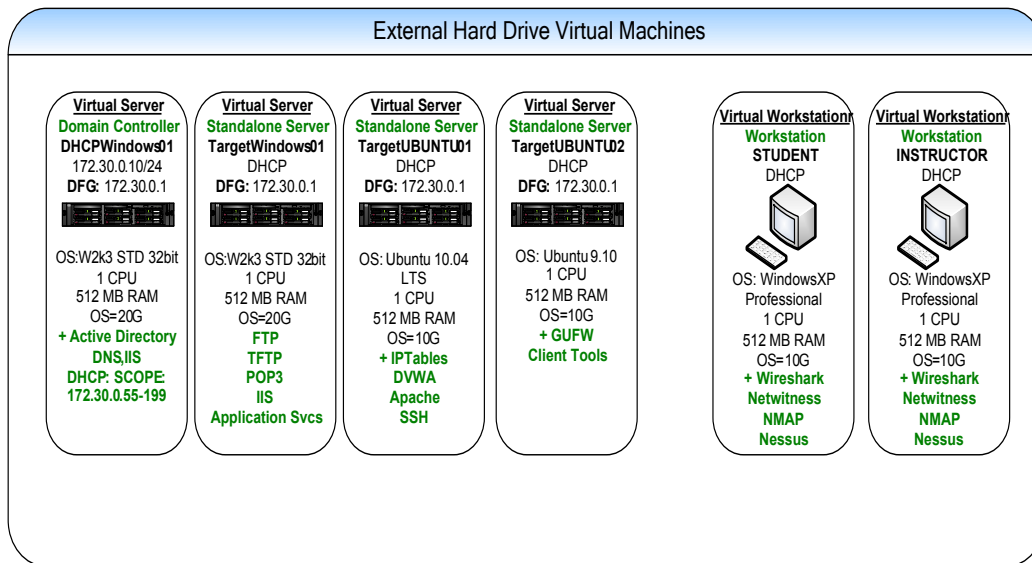 External Hard Drive Virtual Machines
Virtual Server
Domain Controller
DHCPWindows01
172.30.0.10/24
DFG: 172.30.0.1
OS:W2k3 STD 32bit
1 CPU
512 MB RAM
OS=20G
+ Active Directory
DNS,IIS
DHCP: SCOPE:
172.30.0.55-199
Virtual Server
Standalone Server
TargetWindows01
DHCP
DFG: 172.30.0.1
OS:W2k3 STD 32bit
1 CPU
512 MB RAM
OS=20G
FTP
TFTP
POP3
IIS
Application Svcs
Virtual Server
Standalone Server
TargetUBUNTU01
DHCP
DFG: 172.30.0.1
OS: Ubuntu 10.04
LTS
1 CPU
512 MB RAM
OS=10G
+ IPTables
DVWA
Apache
SSH
Virtual Server
Standalone Server
TargetUBUNTU02
DHCP
DFG: 172.30.0.1
OS: Ubuntu 9.10
1 CPU
512 MB RAM
OS=10G
+ GUFW
Client Tools
Virtual Workstationr
Workstation
STUDENT
DHCP
OS: WindowsXP
Professional
1 CPU
512 MB RAM
OS=10G
+ Wireshark
Netwitness
NMAP
Nessus
Virtual Workstationr
Workstation
INSTRUCTOR
DHCP
OS: WindowsXP
Professional
1 CPU
512 MB RAM
OS=10G
+ Wireshark
Netwitness
NMAP
Nessus